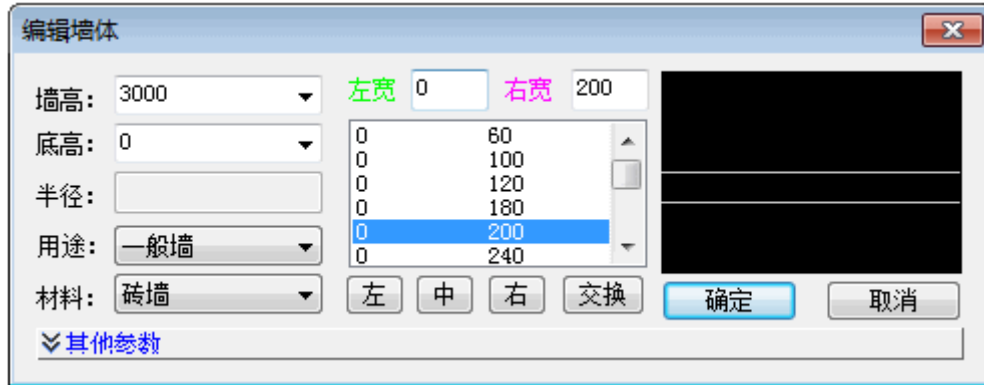 编辑墙体
墙高: 3000 左宽 0 右宽 200
底高: 0
半径:
用途: 一般墙
材料: 砖墙
0 60
0 100
0 120
0 180
0 200
0 240
左 中 右 交换 确定 取消
其他参数